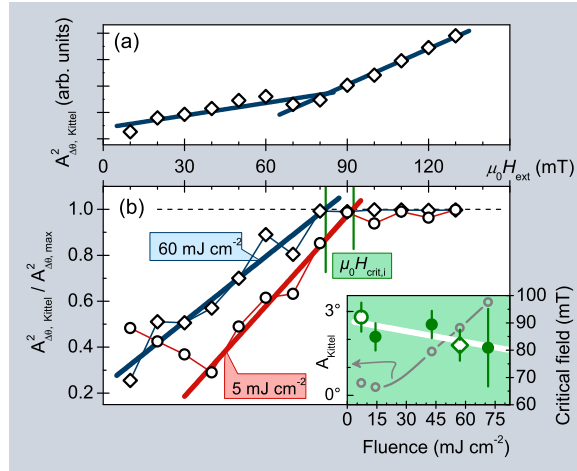 (a)
A²Δθ, Kittel (arb. units)
0 30 60 90 120 μ0Hext (mT)
(b)
A²Δθ, Kittel / A²Δθ, max
1.0
0.8
0.6
0.4
0.2
60 mJ cm-2
μ0Hcrit,i
5 mJ cm-2
3°
0°
AKittel
100
90
80
70
60
Critical field (mT)
0 15 30 45 60 75
Fluence (mJ cm-2)